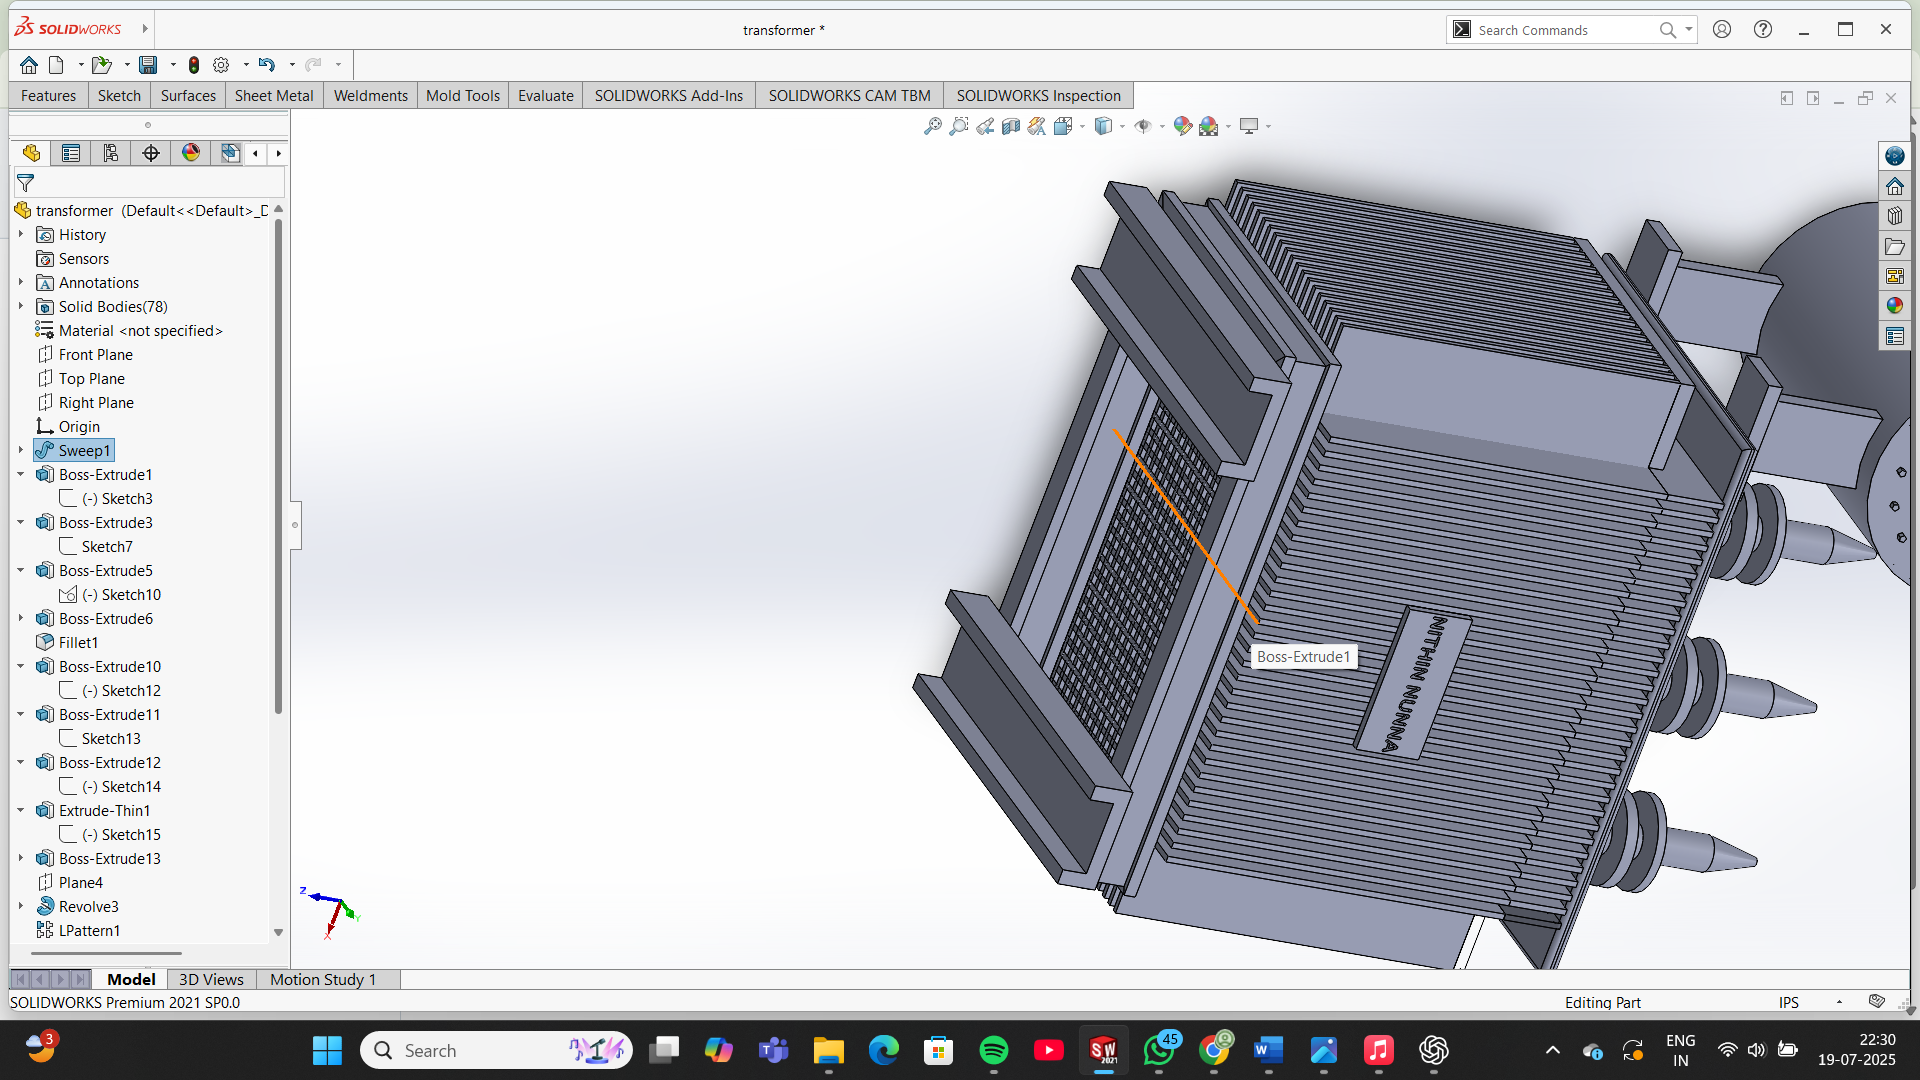 SOLIDWORKS
transformer *
Search Commands
Features
Sketch
Surfaces
Sheet Metal
Weldments
Mold Tools
Evaluate
SOLIDWORKS Add-Ins
SOLIDWORKS CAM TBM
SOLIDWORKS Inspection
transformer (Default<<Default>_D
History
Sensors
Annotations
Solid Bodies(78)
Material <not specified>
Front Plane
Top Plane
Right Plane
Origin
Sweep1
Boss-Extrude1
(-) Sketch3
Boss-Extrude3
Sketch7
Boss-Extrude5
(-) Sketch10
Boss-Extrude6
Fillet1
Boss-Extrude10
(-) Sketch12
Boss-Extrude11
Sketch13
Boss-Extrude12
(-) Sketch14
Extrude-Thin1
(-) Sketch15
Boss-Extrude13
Plane4
Revolve3
LPattern1
Boss-Extrude1
NITHIN NUNNA
Z
X
Y
Model
3D Views
Motion Study 1
SOLIDWORKS Premium 2021 SP0.0
Editing Part
IPS
3
Search
SW
2021
45
W
ENG
IN
22:30
19-07-2025